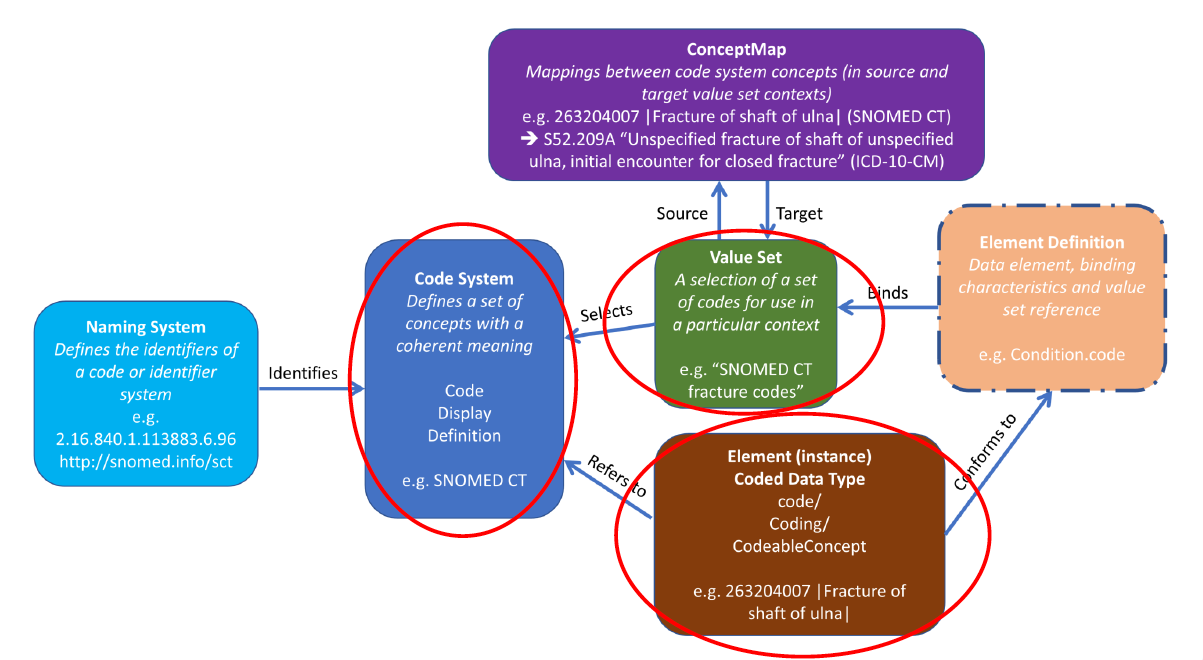 ConceptMap
Mappings between code system concepts (in source and
target value set contexts)
e.g. 263204007 |Fracture of shaft of ulna| (SNOMED CT)
➔ S52.209A “Unspecified fracture of shaft of unspecified
ulna, initial encounter for closed fracture” (ICD-10-CM)
Source
Target
Naming System
Defines the identifiers of
a code or identifier
system
e.g.
2.16.840.1.113883.6.96
http://snomed.info/sct
Identifies
Code System
Defines a set of
concepts with a
coherent meaning
Code
Display
Definition
e.g. SNOMED CT
Selects
Value Set
A selection of a set
of codes for use in
a particular context
e.g. “SNOMED CT
fracture codes”
Binds
Element Definition
Data element, binding
characteristics and value
set reference
e.g. Condition.code
Refers to
Element (instance)
Coded Data Type
code/
Coding/
CodeableConcept
e.g. 263204007 |Fracture of
shaft of ulna|
Conforms to